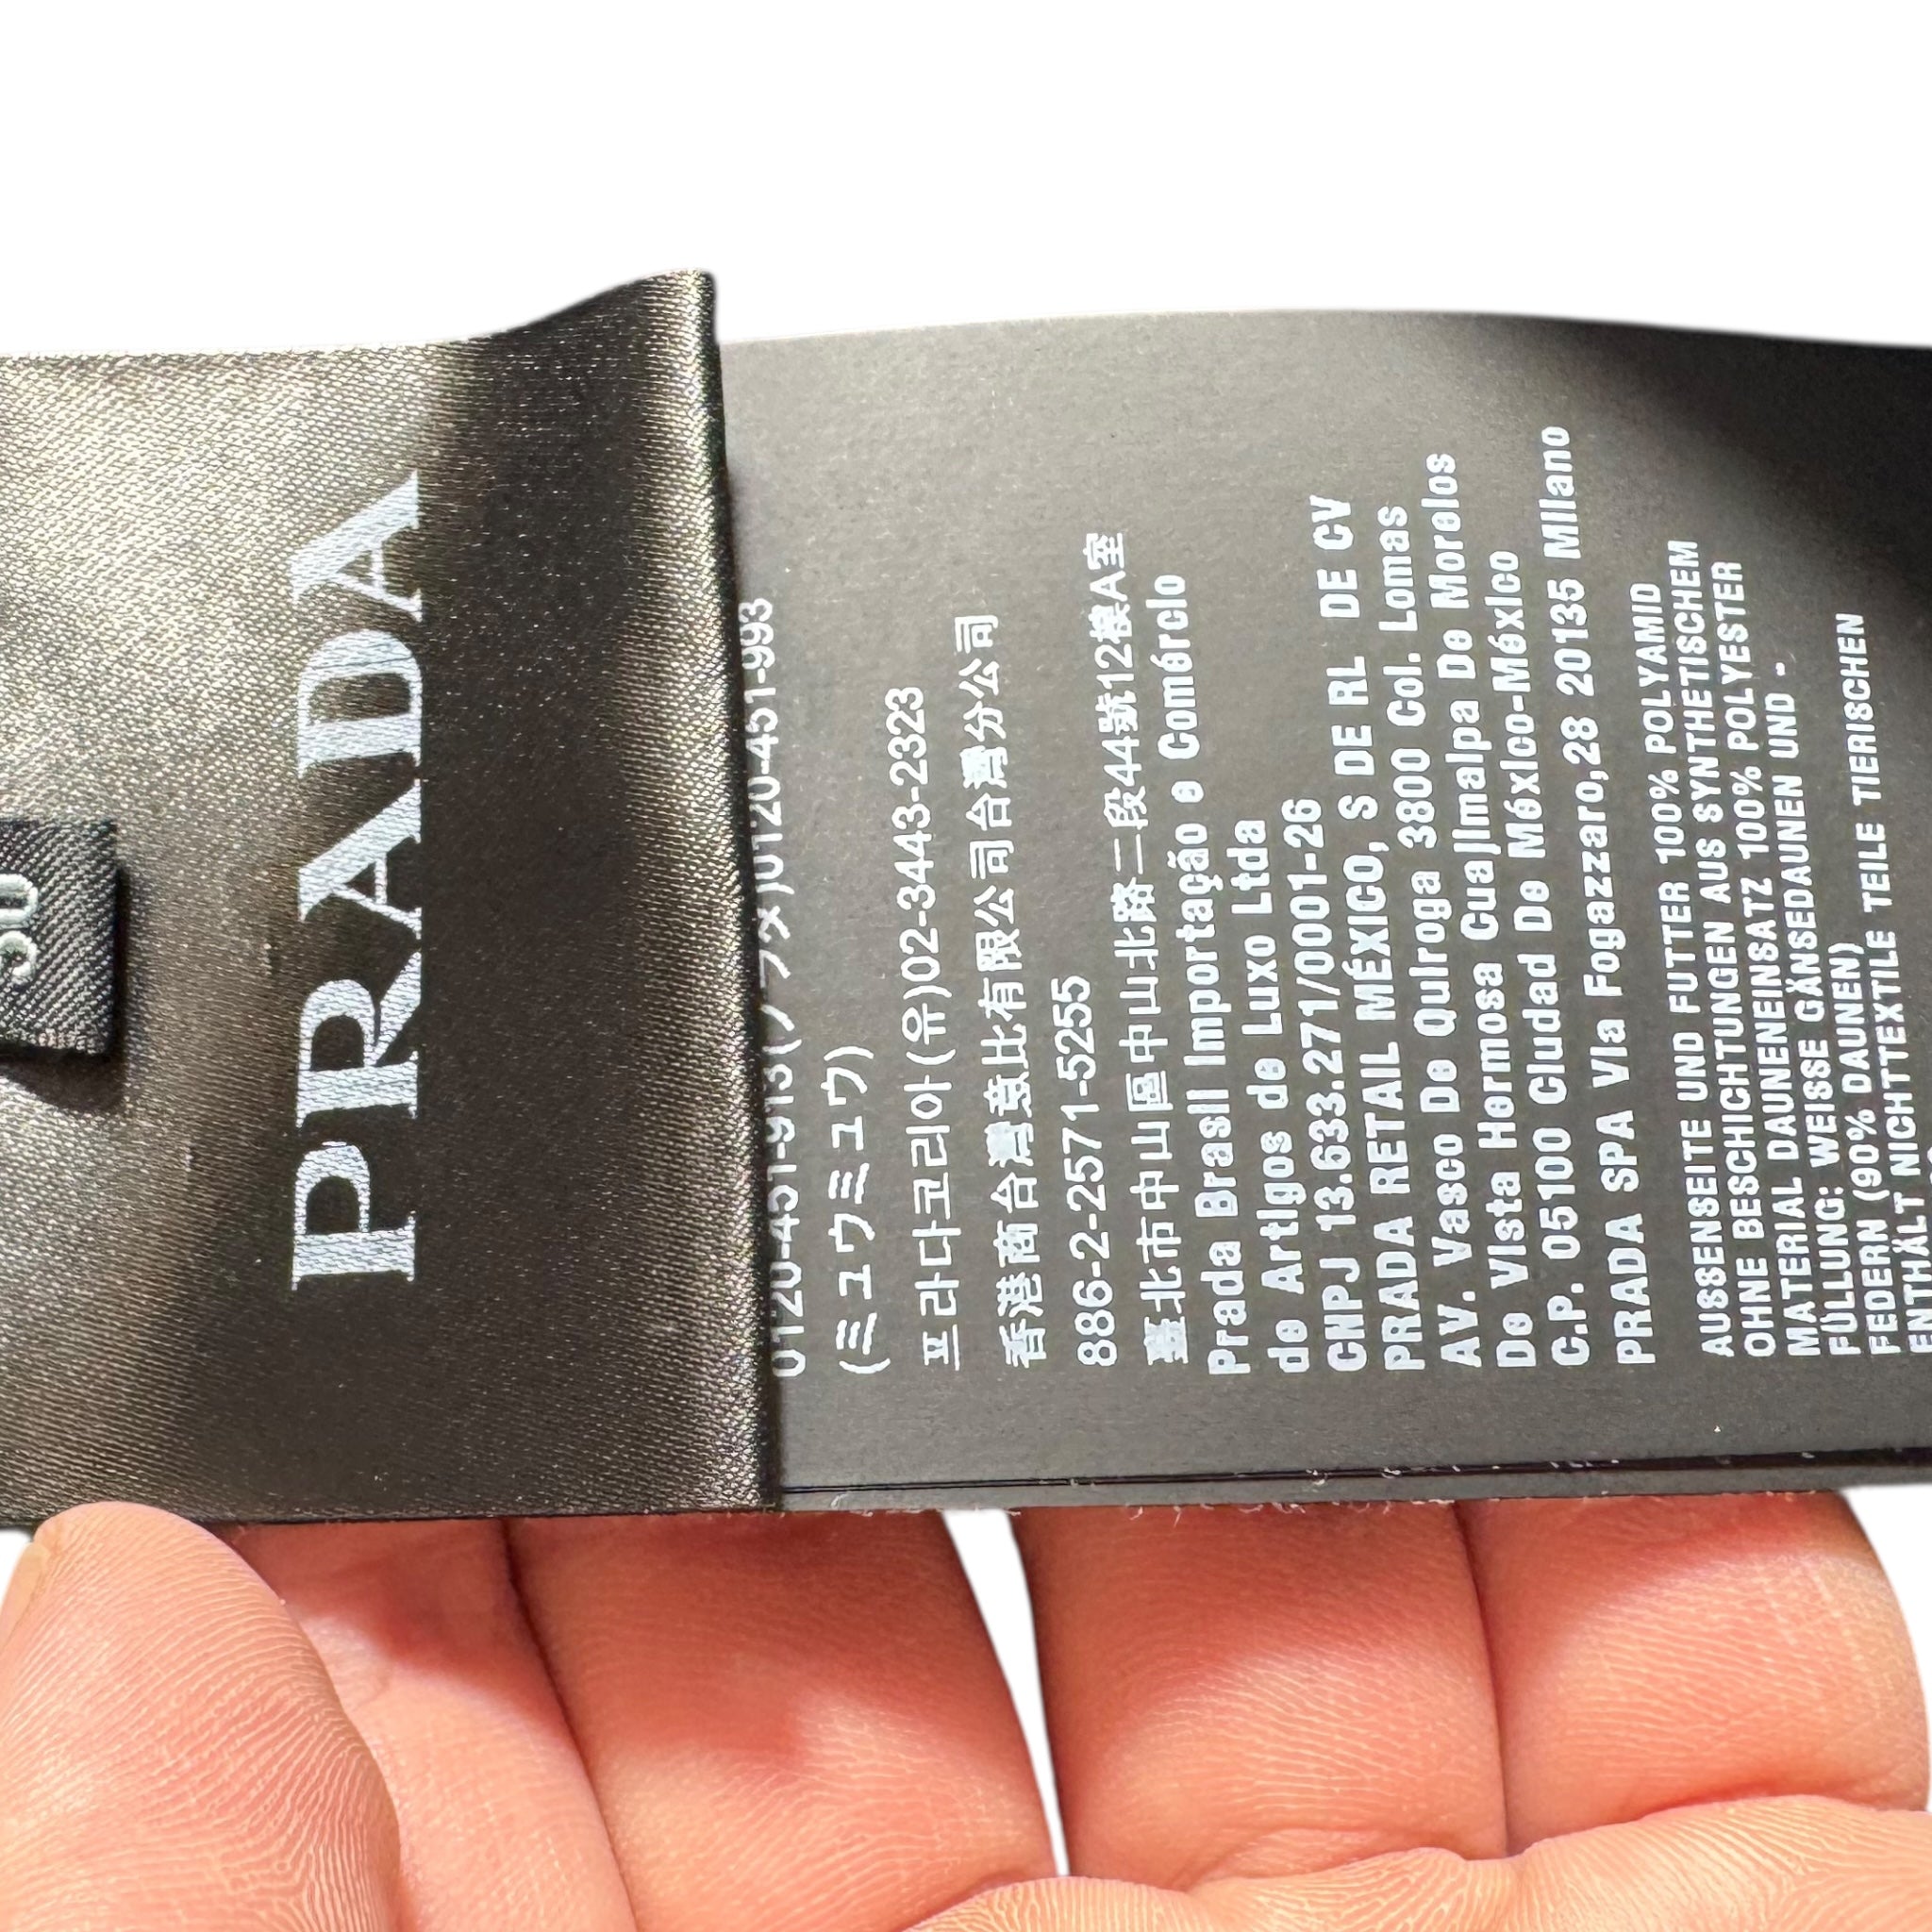 PRADA
0120-451-913(プラダ)0120-451-993
(ミュウミュウ)
프라다코리아(유)02-3443-2323
香港商台灣意比有限公司台灣分公司
886-2-2571-5255
臺北市中山區中山北路二段44號12樓A室
Prada Brasil Importação e Comércio
de Artigos de Luxo Ltda
CNPJ 13.633.271/0001-26
PRADA RETAIL MÉXICO, S DE RL DE CV
AV. Vasco De Quiroga 3800 Col. Lomas
De Vista Hermosa Cuajimalpa De Morelos
C.P. 05100 Ciudad De México-México
PRADA SPA Via Fogazzaro,28 20135 Milano
AUSSENSEITE UND FUTTER 100% POLYAMID
OHNE BESCHICHTUNGEN AUS SYNTHETISCHEM
MATERIAL DAUNENEINSATZ 100% POLYESTER
FÜLLUNG: WEISSE GÄNSEDAUNEN UND -
FEDERN (90% DAUNEN)
ENTHÄLT NICHTTEXTILE TEILE TIERISCHEN